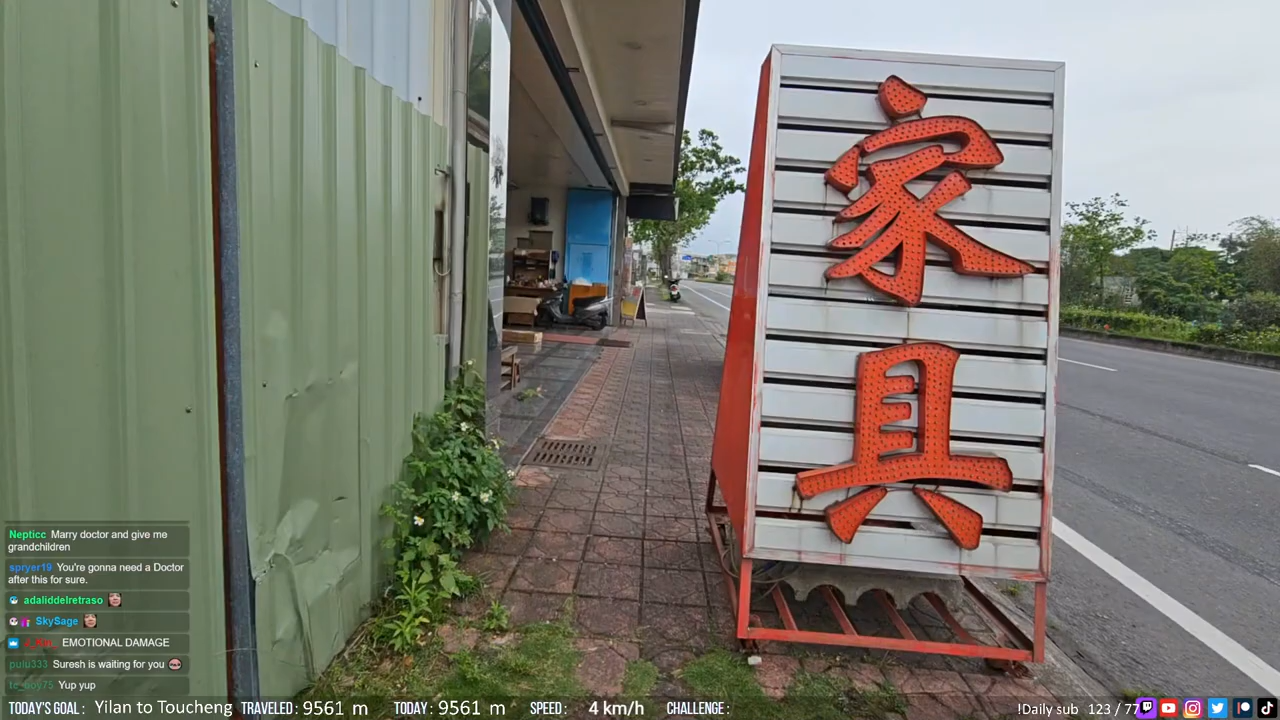 家
具
Nepticc Marry doctor and give me
grandchildren
spryer19 You're gonna need a Doctor
after this for sure.
adaliddelretraso
SkySage
EMOTIONAL DAMAGE
pulu333 Suresh is waiting for you
Yup yup
TODAY'S GOAL: Yilan to Toucheng TRAVELED: 9561 m TODAY: 9561 m SPEED: 4 km/h CHALLENGE: !Daily sub 123 / 77